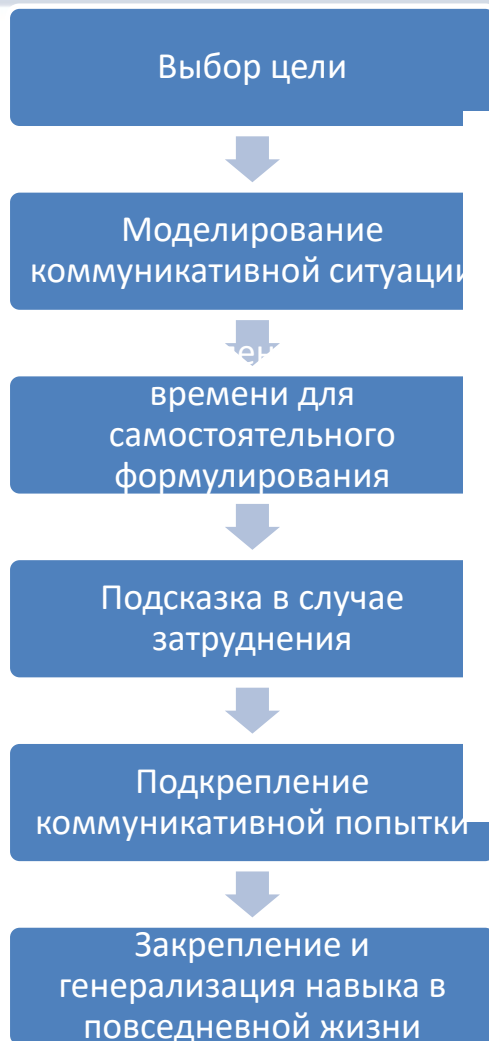 Выбор цели
Моделирование
коммуникативной ситуации
времени для
самостоятельного
формулирования
Подсказка в случае
затруднения
Подкрепление
коммуникативной попытки
Закрепление и
генерализация навыка в
повседневной жизни